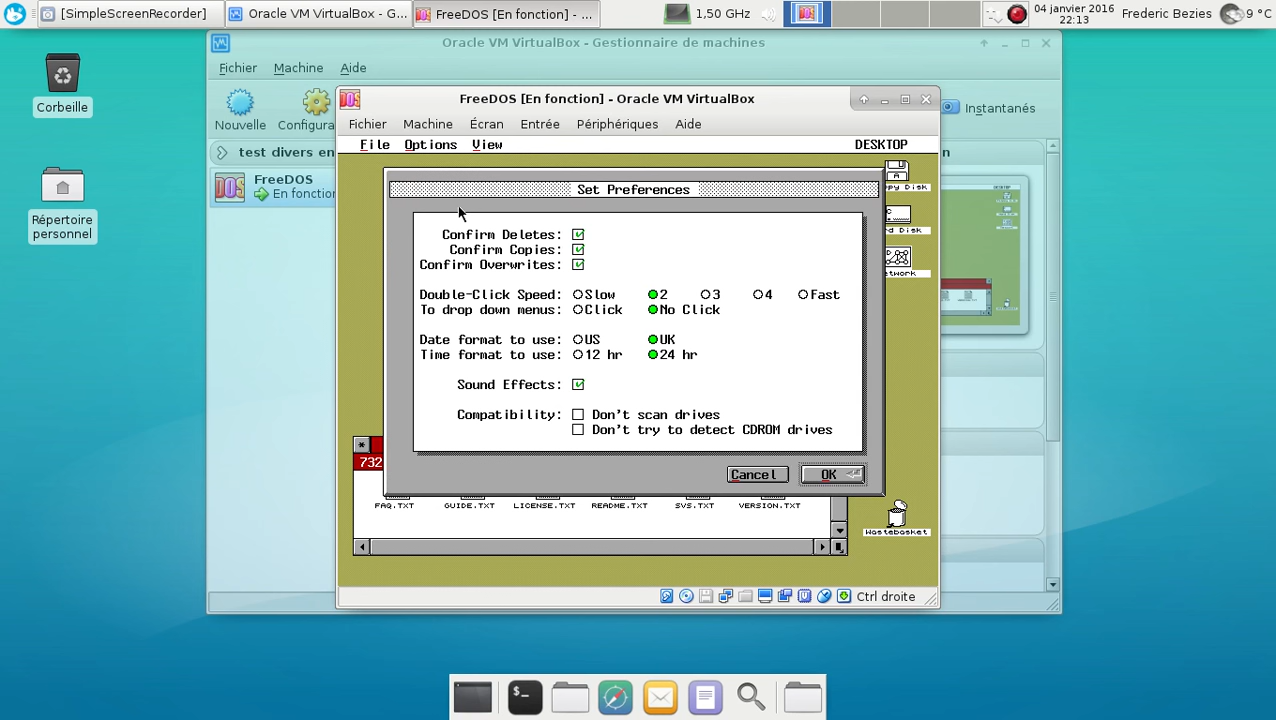 [SimpleScreenRecorder]
Oracle VM VirtualBox - G...
FreeDOS [En fonction] - ...
1,50 GHz
04 janvier 2016
22:13
Frederic Bezies
9 °C
Corbeille
Répertoire
personnel
Oracle VM VirtualBox - Gestionnaire de machines
Fichier Machine Aide
Nouvelle
Configura
Instantanés
test divers en
FreeDOS
En fonction
FreeDOS [En fonction] - Oracle VM VirtualBox
Fichier Machine Écran Entrée Périphériques Aide
File Options View DESKTOP
Set Preferences
Confirm Deletes:
Confirm Copies:
Confirm Overwrites:
Double-Click Speed: Slow 2 3 4 Fast
To drop down menus: Click No Click
Date format to use: US UK
Time format to use: 12 hr 24 hr
Sound Effects:
Compatibility: Don't scan drives
Don't try to detect CDROM drives
Cancel OK
Disk
Disk
732
FAQ.TXT GUIDE.TXT LICENSE.TXT README.TXT SVS.TXT VERSION.TXT
Wastebasket
Ctrl droite